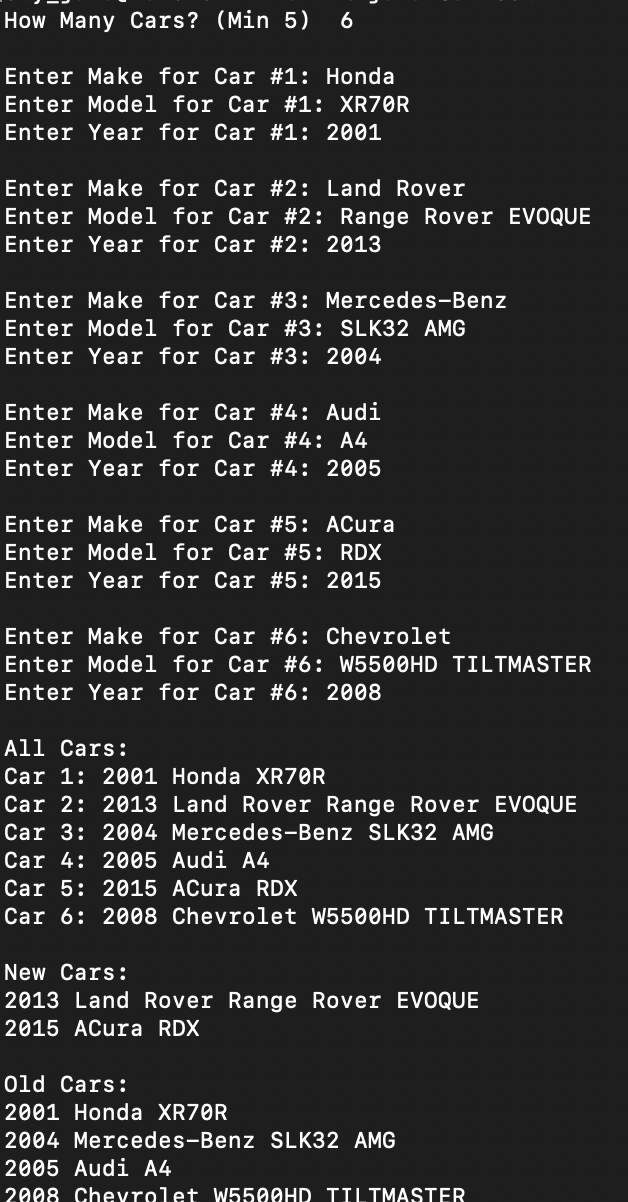 How Many Cars? (Min 5)  6
Enter Make for Car #1: Honda
Enter Model for Car #1: XR70R
Enter Year for Car #1: 2001
Enter Make for Car #2: Land Rover
Enter Model for Car #2: Range Rover EVOQUE
Enter Year for Car #2: 2013
Enter Make for Car #3: Mercedes-Benz
Enter Model for Car #3: SLK32 AMG
Enter Year for Car #3: 2004
Enter Make for Car #4: Audi
Enter Model for Car #4: A4
Enter Year for Car #4: 2005
Enter Make for Car #5: ACura
Enter Model for Car #5: RDX
Enter Year for Car #5: 2015
Enter Make for Car #6: Chevrolet
Enter Model for Car #6: W5500HD TILTMASTER
Enter Year for Car #6: 2008
All Cars:
Car 1: 2001 Honda XR70R
Car 2: 2013 Land Rover Range Rover EVOQUE
Car 3: 2004 Mercedes-Benz SLK32 AMG
Car 4: 2005 Audi A4
Car 5: 2015 ACura RDX
Car 6: 2008 Chevrolet W5500HD TILTMASTER
New Cars:
2013 Land Rover Range Rover EVOQUE
2015 ACura RDX
Old Cars:
2001 Honda XR70R
2004 Mercedes-Benz SLK32 AMG
2005 Audi A4
2008 Chevrolet W5500HD TILTMASTER